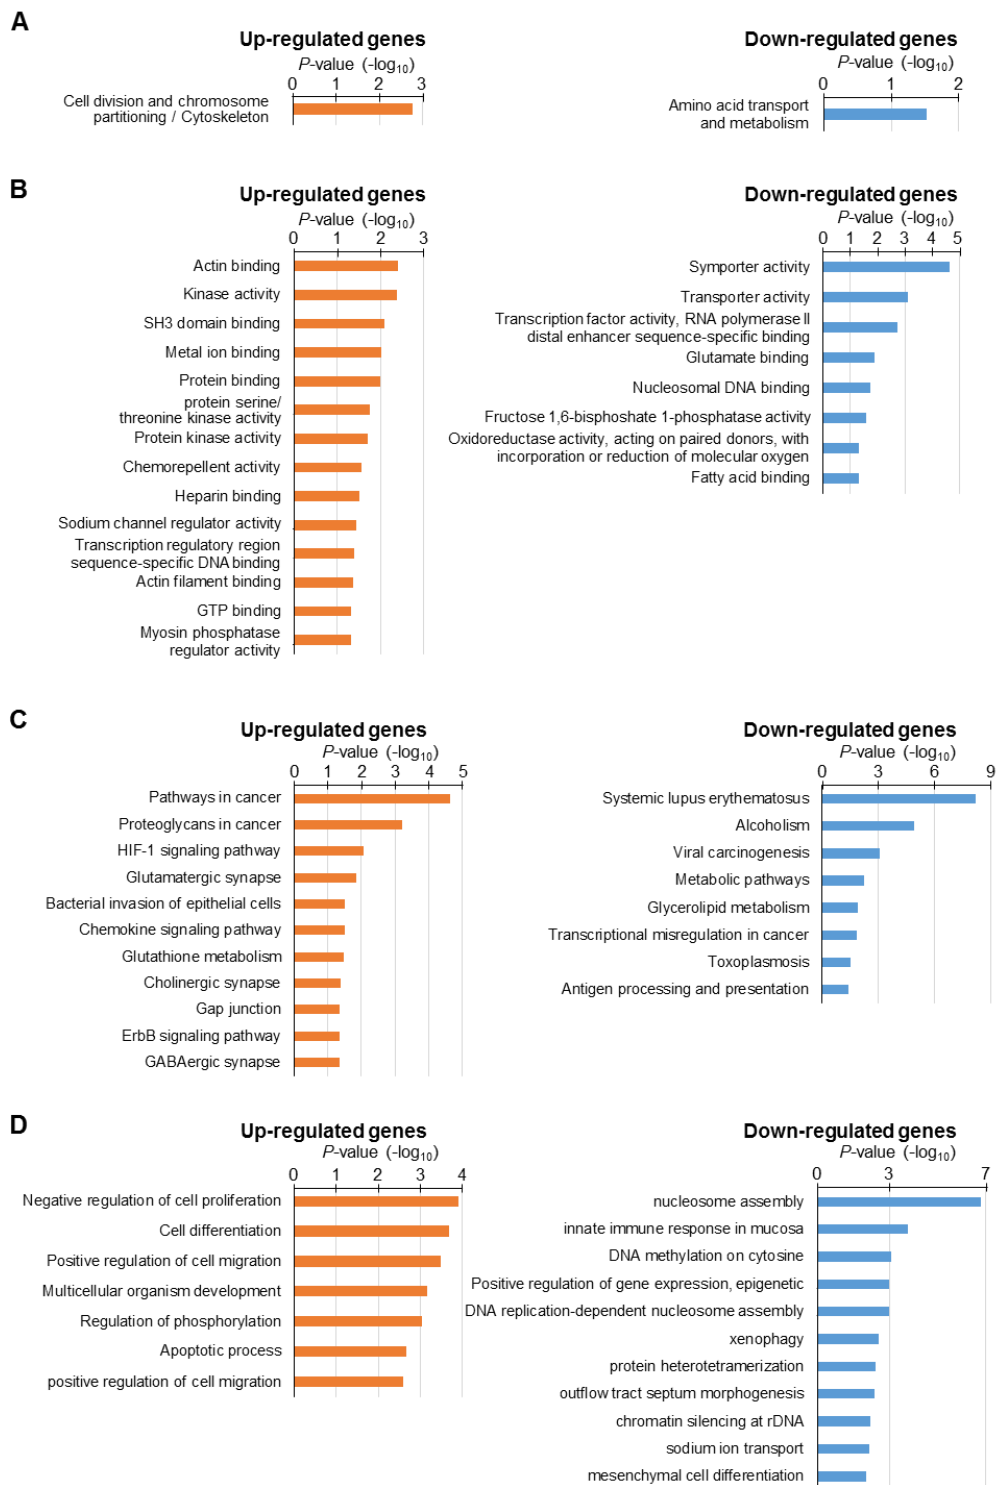 A
Up-regulated genes
P-value (-log10)
0 1 2 3
Cell division and chromosome
partitioning / Cytoskeleton
Down-regulated genes
P-value (-log10)
0 1 2
Amino acid transport
and metabolism
B
Up-regulated genes
P-value (-log10)
0 1 2 3
Actin binding
Kinase activity
SH3 domain binding
Metal ion binding
Protein binding
protein serine/
threonine kinase activity
Protein kinase activity
Chemorepellent activity
Heparin binding
Sodium channel regulator activity
Transcription regulatory region
sequence-specific DNA binding
Actin filament binding
GTP binding
Myosin phosphatase
regulator activity
Down-regulated genes
P-value (-log10)
0 1 2 3 4 5
Symporter activity
Transporter activity
Transcription factor activity, RNA polymerase II
distal enhancer sequence-specific binding
Glutamate binding
Nucleosomal DNA binding
Fructose 1,6-bisphoshate 1-phosphatase activity
Oxidoreductase activity, acting on paired donors, with
incorporation or reduction of molecular oxygen
Fatty acid binding
C
Up-regulated genes
P-value (-log10)
0 1 2 3 4 5
Pathways in cancer
Proteoglycans in cancer
HIF-1 signaling pathway
Glutamatergic synapse
Bacterial invasion of epithelial cells
Chemokine signaling pathway
Glutathione metabolism
Cholinergic synapse
Gap junction
ErbB signaling pathway
GABAergic synapse
Down-regulated genes
P-value (-log10)
0 3 6 9
Systemic lupus erythematosus
Alcoholism
Viral carcinogenesis
Metabolic pathways
Glycerolipid metabolism
Transcriptional misregulation in cancer
Toxoplasmosis
Antigen processing and presentation
D
Up-regulated genes
P-value (-log10)
0 1 2 3 4
Negative regulation of cell proliferation
Cell differentiation
Positive regulation of cell migration
Multicellular organism development
Regulation of phosphorylation
Apoptotic process
positive regulation of cell migration
Down-regulated genes
P-value (-log10)
0 3 7
nucleosome assembly
innate immune response in mucosa
DNA methylation on cytosine
Positive regulation of gene expression, epigenetic
DNA replication-dependent nucleosome assembly
xenophagy
protein heterotetramerization
outflow tract septum morphogenesis
chromatin silencing at rDNA
sodium ion transport
mesenchymal cell differentiation